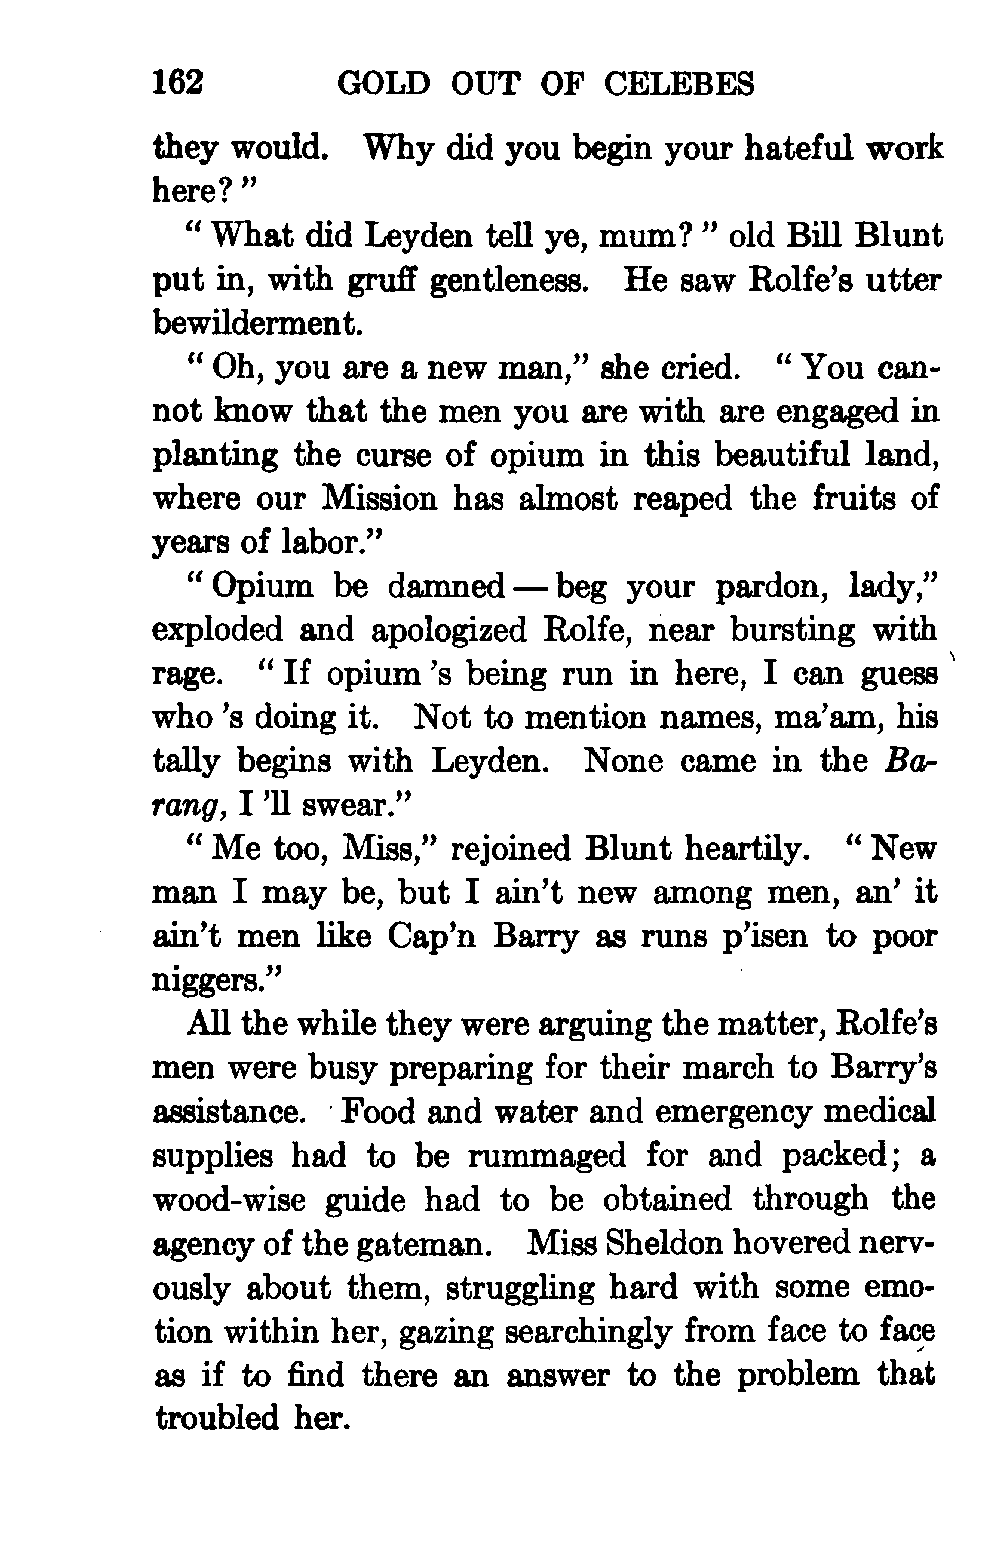 162 GOLD OUT OF CELEBES
they would. Why did you begin your hateful work
here?”
“What did Leyden tell ye, mum?” old Bill Blunt
put in, with gruff gentleness. He saw Rolfe’s utter
bewilderment.
“Oh, you are a new man,” she cried. “You can-
not know that the men you are with are engaged in
planting the curse of opium in this beautiful land,
where our Mission has almost reaped the fruits of
years of labor.”
“Opium be damned — beg your pardon, lady,”
exploded and apologized Rolfe, near bursting with
rage. “If opium ’s being run in here, I can guess
who ’s doing it. Not to mention names, ma’am, his
tally begins with Leyden. None came in the Ba-
rang, I ’ll swear.”
“Me too, Miss,” rejoined Blunt heartily. “New
man I may be, but I ain’t new among men, an’ it
ain’t men like Cap’n Barry as runs p’isen to poor
niggers.”
All the while they were arguing the matter, Rolfe’s
men were busy preparing for their march to Barry’s
assistance. Food and water and emergency medical
supplies had to be rummaged for and packed; a
wood-wise guide had to be obtained through the
agency of the gateman. Miss Sheldon hovered nerv-
ously about them, struggling hard with some emo-
tion within her, gazing searchingly from face to face
as if to find there an answer to the problem that
troubled her.